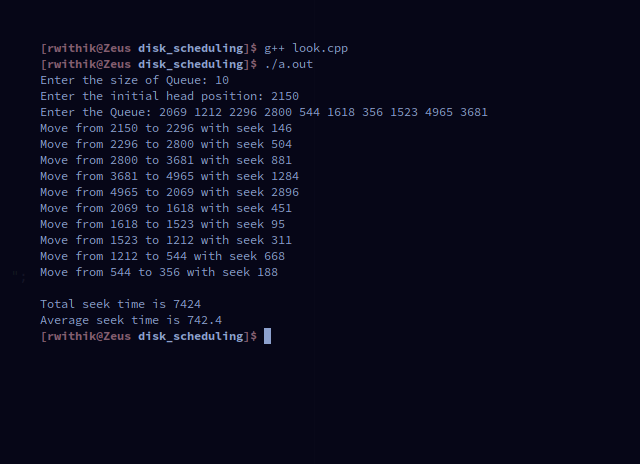 [rwithik@Zeus disk_scheduling]$ g++ look.cpp
[rwithik@Zeus disk_scheduling]$ ./a.out
Enter the size of Queue: 10
Enter the initial head position: 2150
Enter the Queue: 2069 1212 2296 2800 544 1618 356 1523 4965 3681
Move from 2150 to 2296 with seek 146
Move from 2296 to 2800 with seek 504
Move from 2800 to 3681 with seek 881
Move from 3681 to 4965 with seek 1284
Move from 4965 to 2069 with seek 2896
Move from 2069 to 1618 with seek 451
Move from 1618 to 1523 with seek 95
Move from 1523 to 1212 with seek 311
Move from 1212 to 544 with seek 668
Move from 544 to 356 with seek 188
Total seek time is 7424
Average seek time is 742.4
[rwithik@Zeus disk_scheduling]$